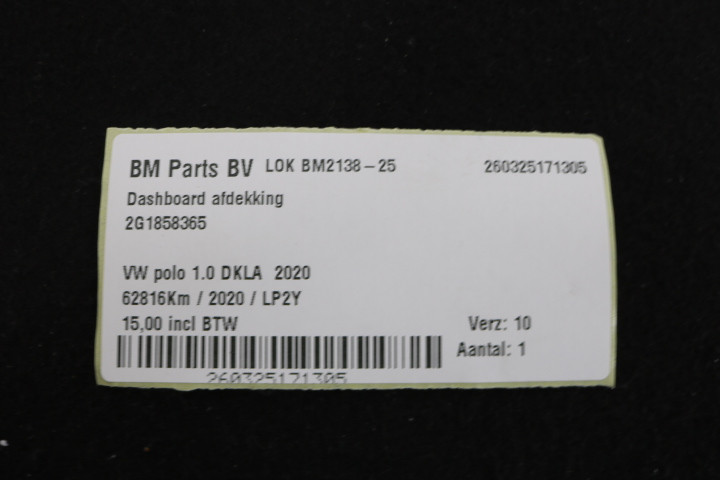 BM Parts BV LOK BM2138-25 260325171305
Dashboard afdekking
2G1858365
VW polo 1.0 DKLA 2020
62816Km / 2020 / LP2Y
15,00 incl BTW Verz: 10
Aantal: 1
260325171305